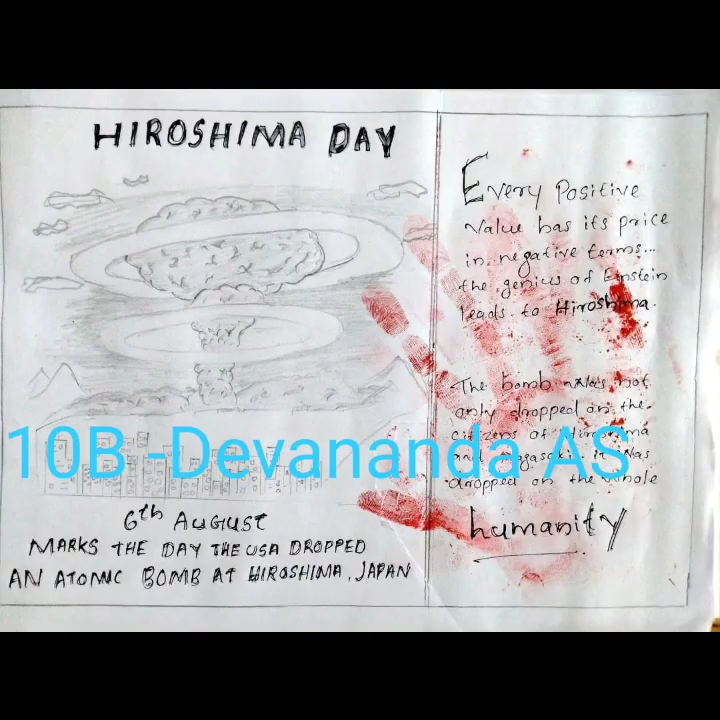 HIROSHIMA DAY
6th AUGUST
MARKS THE DAY THE USA DROPPED
AN ATOMIC BOMB AT HIROSHIMA, JAPAN
Every Positive
Value has its price
in negative terms...
the genius of Einstein
leads to Hiroshima.
The bomb was not
only dropped on the
citizens of Hiroshima
and Nagasaki it was
dropped on the whole
humanity
10B -Devananda AS